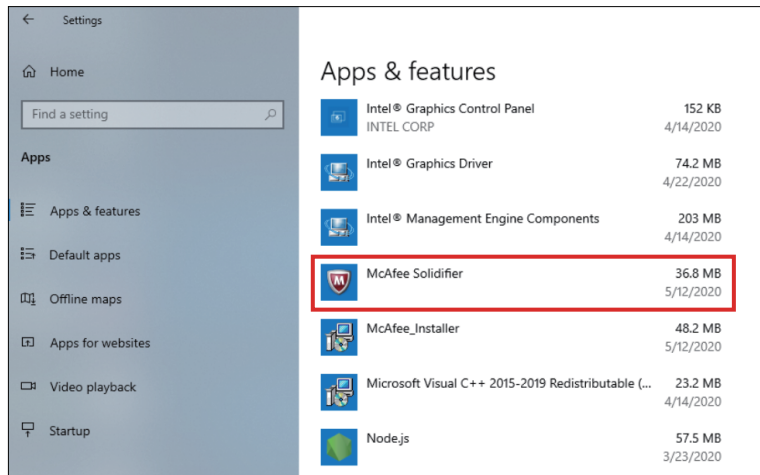 Settings
Home
Find a setting
Apps
Apps & features
Default apps
Offline maps
Apps for websites
Video playback
Startup
Apps & features
Intel® Graphics Control Panel 152 KB
INTEL CORP 4/14/2020
Intel® Graphics Driver 74.2 MB
4/22/2020
Intel® Management Engine Components 203 MB
4/14/2020
McAfee Solidifier 36.8 MB
5/12/2020
McAfee_Installer 48.2 MB
5/12/2020
Microsoft Visual C++ 2015-2019 Redistributable (... 23.2 MB
4/14/2020
Node.js 57.5 MB
3/23/2020